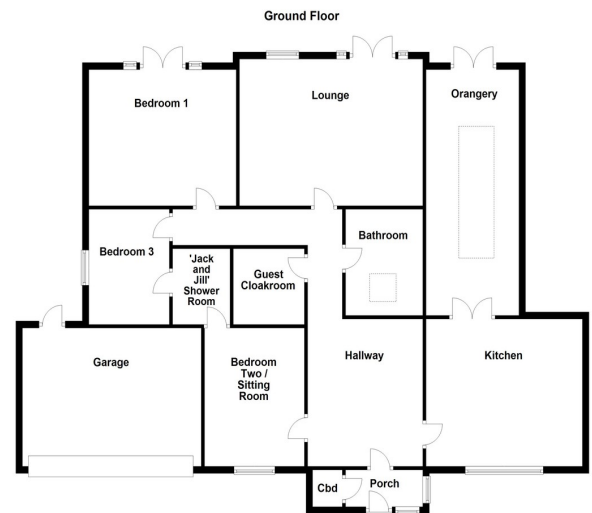 Ground Floor
Bedroom 1
Lounge
Orangery
Bedroom 3
'Jack
and
Jill'
Shower
Room
Guest
Cloakroom
Bathroom
Garage
Bedroom
Two /
Sitting
Room
Hallway
Kitchen
Cbd
Porch